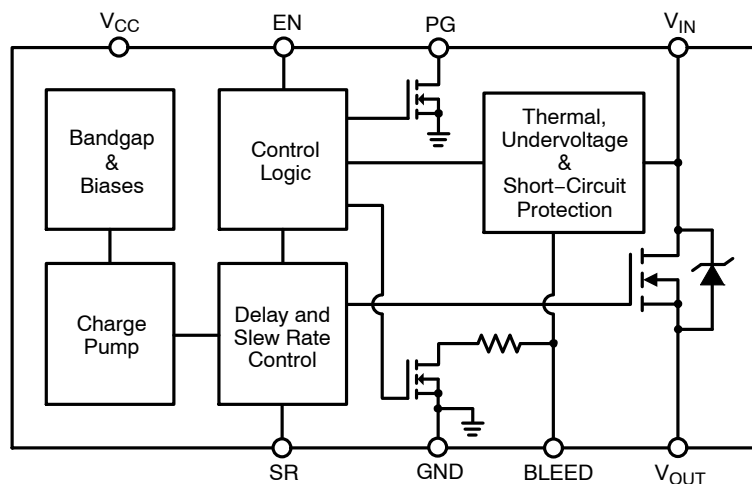 VCC
EN
PG
VIN
Bandgap
&
Biases
Control
Logic
Thermal,
Undervoltage
&
Short−Circuit
Protection
Charge
Pump
Delay and
Slew Rate
Control
SR
GND
BLEED
VOUT